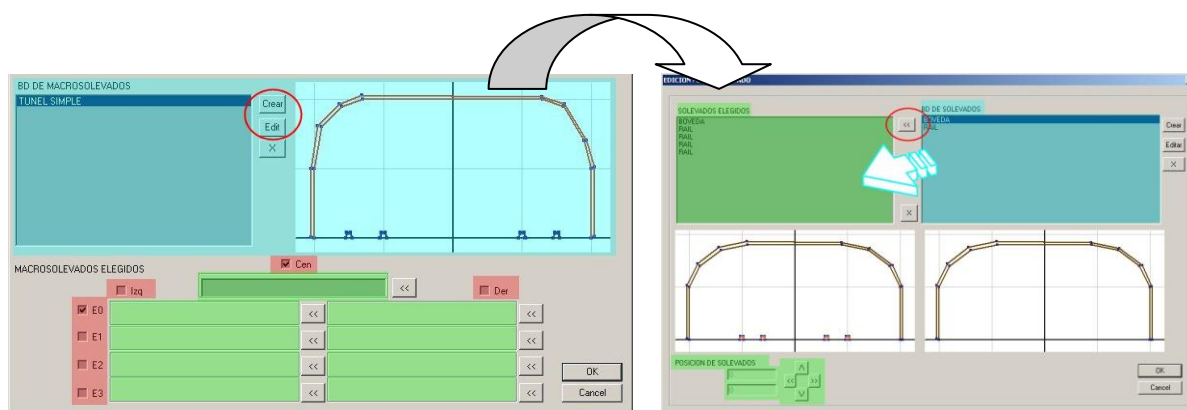 BD DE MACROSOLEVADOS
TUNEL SIMPLE
Crear
Edit
X
MACROSOLEVADOS ELEGIDOS
Cen
Izq
<<
Der
E0
<<
<<
E1
<<
<<
E2
<<
<<
E3
<<
<<
OK
Cancel
EDICION
SOLEVADOS ELEGIDOS
BOVEDA
RAIL
RAIL
RAIL
RAIL
<<
X
BD DE SOLEVADOS
BOVEDA
RAIL
Crear
Editar
X
POSICION DE SOLEVADOS
<<
>>
OK
Cancel